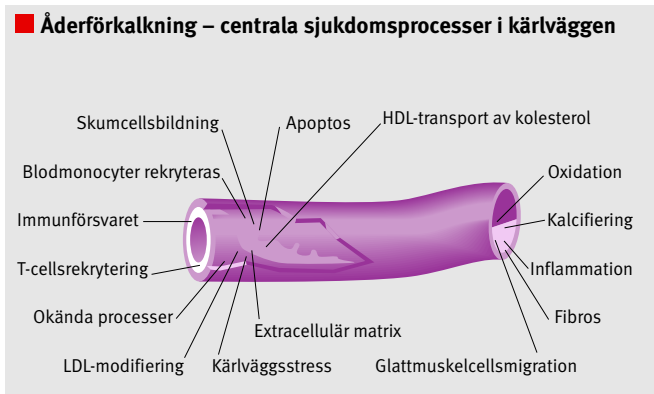 Åderförkalkning – centrala sjukdomsprocesser i kärlväggen
Skumcellsbildning
Apoptos
HDL-transport av kolesterol
Blodmonocyter rekryteras
Oxidation
Immunförsvaret
Kalcifiering
T-cellsrekrytering
Inflammation
Okända processer
Extracellulär matrix
Fibros
LDL-modifiering
Kärlväggsstress
Glattmuskelcellsmigration